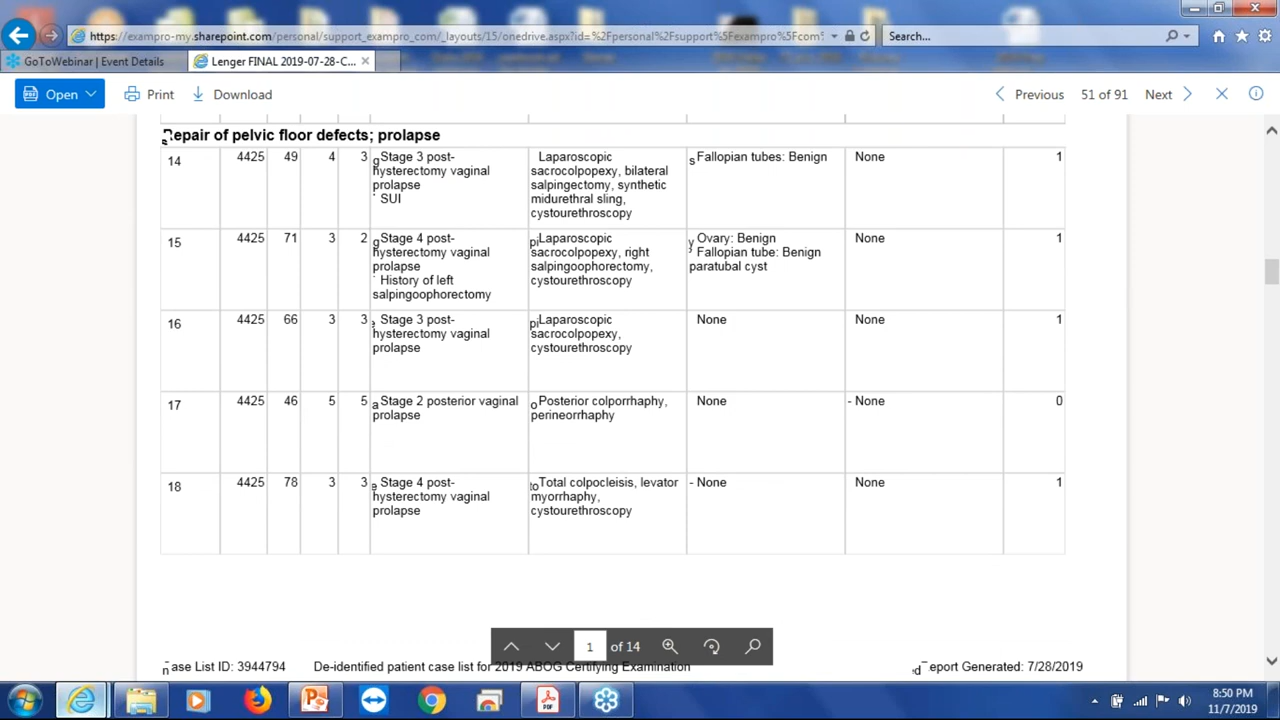 https://exampro-my.sharepoint.com/personal/support_exampro_com/_layouts/15/onedrive.aspx?id=%2Fpersonal%2Fsupport%5Fexampro%5Fcom%
Search...
GoToWebinar | Event Details
Lenger FINAL 2019-07-28-C...
Open
Print
Download
Previous
51 of 91
Next
Repair of pelvic floor defects; prolapse
14 4425 49 4 3 Stage 3 post- Laparoscopic Fallopian tubes: Benign None 1
hysterectomy vaginal sacrocolpopexy, bilateral
prolapse salpingectomy, synthetic
SUI midurethral sling,
cystourethroscopy
15 4425 71 3 2 Stage 4 post- Laparoscopic Ovary: Benign None 1
hysterectomy vaginal sacrocolpopexy, right Fallopian tube: Benign
prolapse salpingoophorectomy, paratubal cyst
History of left cystourethroscopy
salpingoophorectomy
16 4425 66 3 3 Stage 3 post- Laparoscopic None None 1
hysterectomy vaginal sacrocolpopexy,
prolapse cystourethroscopy
17 4425 46 5 5 Stage 2 posterior vaginal Posterior colporrhaphy, None - None 0
prolapse perineorrhaphy
18 4425 78 3 3 Stage 4 post- Total colpocleisis, levator - None None 1
hysterectomy vaginal myorrhaphy,
prolapse cystourethroscopy
1 of 14
ase List ID: 3944794 De-identified patient case list for 2019 ABOG Certifying Examination eport Generated: 7/28/2019
PDF
8:50 PM
11/7/2019